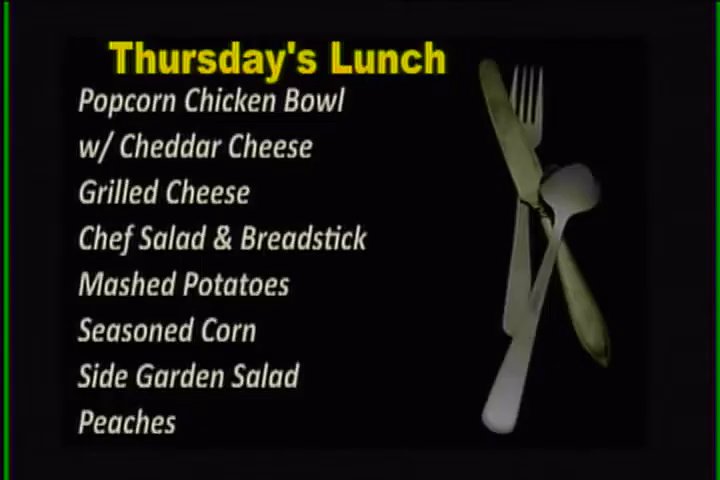 Thursday's Lunch
Popcorn Chicken Bowl
w/ Cheddar Cheese
Grilled Cheese
Chef Salad & Breadstick
Mashed Potatoes
Seasoned Corn
Side Garden Salad
Peaches